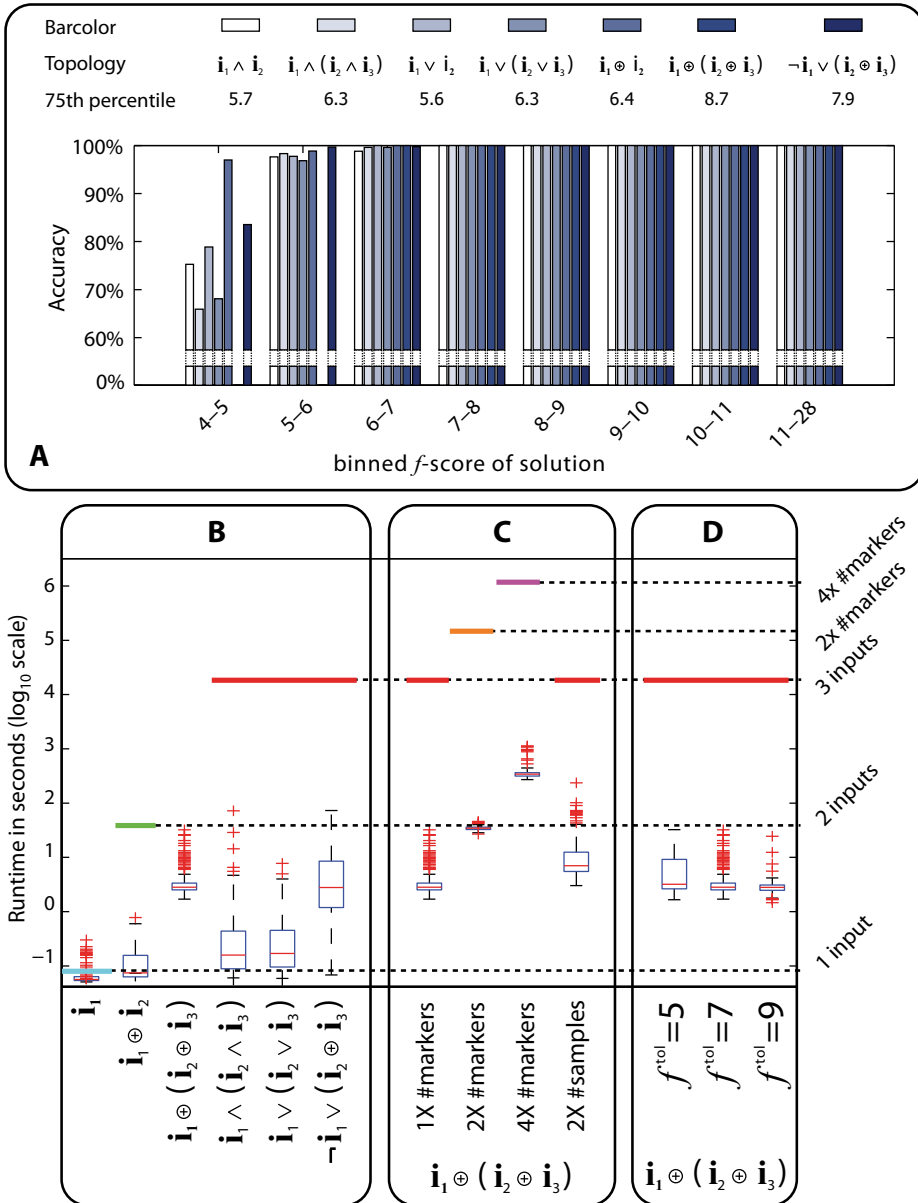 Barcolor
Topology i₁ ∧ i₂ i₁ ∧ ( i₂ ∧ i₃ ) i₁ ∨ i₂ i₁ ∨ ( i₂ ∨ i₃ ) i₁ ⊕ i₂ i₁ ⊕ ( i₂ ⊕ i₃ ) ¬ i₁ ∨ ( i₂ ⊕ i₃ )
75th percentile 5.7 6.3 5.6 6.3 6.4 8.7 7.9
Accuracy
100%
90%
80%
70%
60%
0%
4–5 5–6 6–7 7–8 8–9 9–10 10–11 11–28
A
binned f-score of solution
B C D
Runtime in seconds (log₁₀ scale)
6
5
4
3
2
1
0
−1
4x #markers
2x #markers
3 inputs
2 inputs
1 input
i₁
i₁ ⊕ i₂
i₁ ⊕ ( i₂ ⊕ i₃ )
i₁ ∧ ( i₂ ∧ i₃ )
i₁ ∨ ( i₂ ∨ i₃ )
¬ i₁ ∨ ( i₂ ⊕ i₃ )
1X #markers
2X #markers
4X #markers
2X #samples
i₁ ⊕ ( i₂ ⊕ i₃ )
f^tol=5
f^tol=7
f^tol=9
i₁ ⊕ ( i₂ ⊕ i₃ )